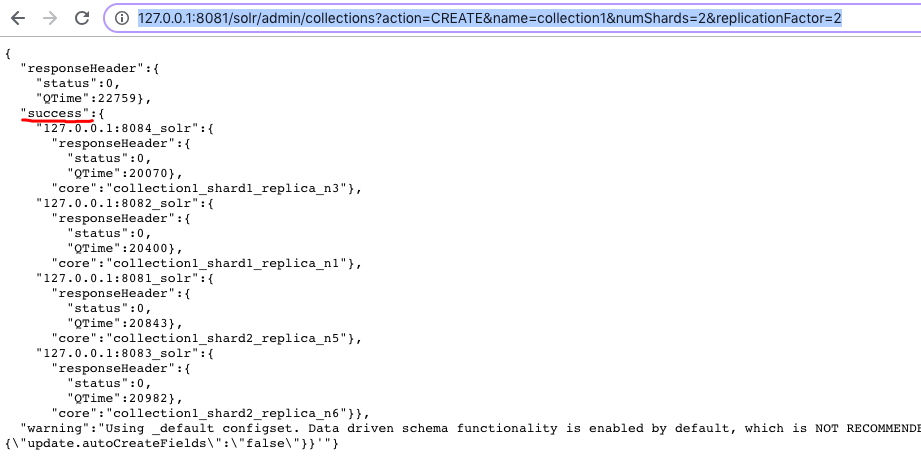 127.0.0.1:8081/solr/admin/collections?action=CREATE&name=collection1&numShards=2&replicationFactor=2
{
  "responseHeader":{
    "status":0,
    "QTime":22759},
  "success":{
    "127.0.0.1:8084_solr":{
      "responseHeader":{
        "status":0,
        "QTime":20070},
      "core":"collection1_shard1_replica_n3"},
    "127.0.0.1:8082_solr":{
      "responseHeader":{
        "status":0,
        "QTime":20400},
      "core":"collection1_shard1_replica_n1"},
    "127.0.0.1:8081_solr":{
      "responseHeader":{
        "status":0,
        "QTime":20843},
      "core":"collection1_shard2_replica_n5"},
    "127.0.0.1:8083_solr":{
      "responseHeader":{
        "status":0,
        "QTime":20982},
      "core":"collection1_shard2_replica_n6"}},
  "warning":"Using _default configset. Data driven schema functionality is enabled by default, which is NOT RECOMMENDE
{\"update.autoCreateFields\":\"false\"}}'"}